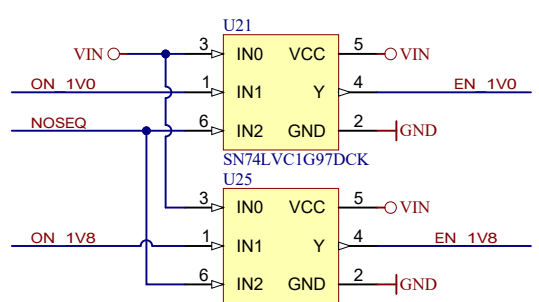 U21
VIN 3 IN0 VCC 5 VIN
ON_1V0 1 IN1 Y 4 EN_1V0
NOSEQ 6 IN2 GND 2 GND
SN74LVC1G97DCK
U25
3 IN0 VCC 5 VIN
ON_1V8 1 IN1 Y 4 EN_1V8
6 IN2 GND 2 GND